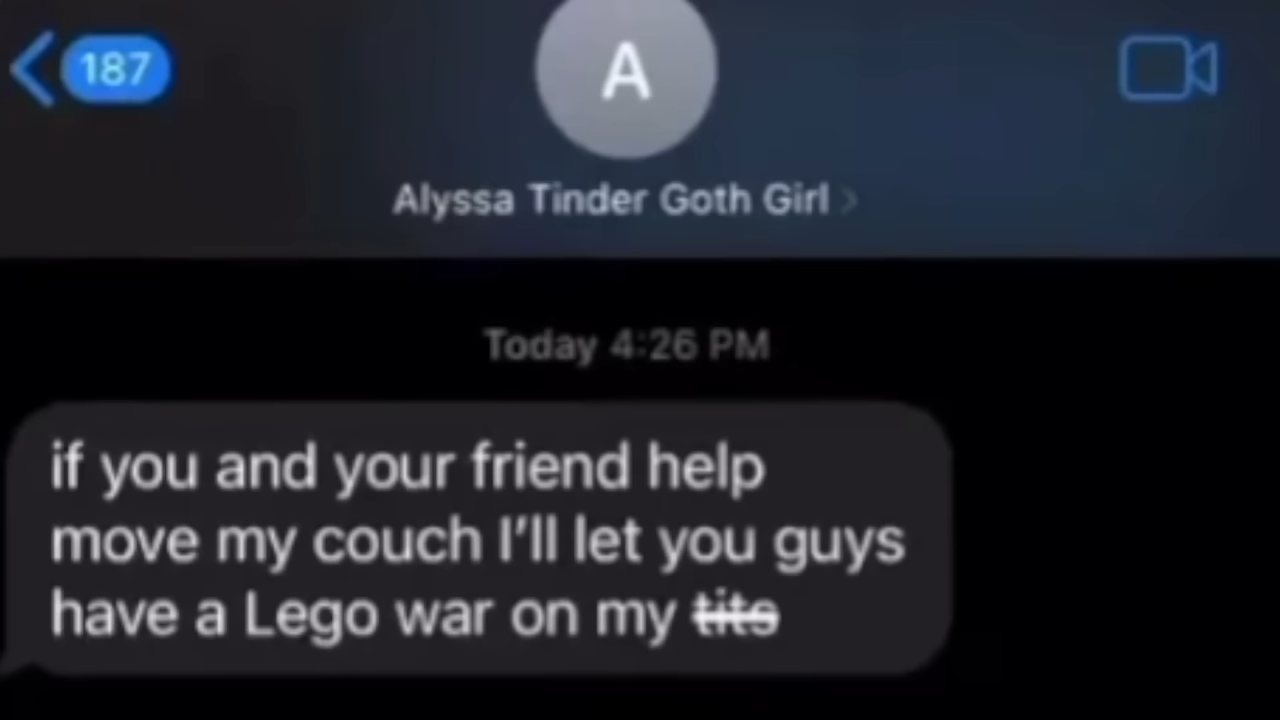 187
A
Alyssa Tinder Goth Girl
Today 4:26 PM
if you and your friend help
move my couch I’ll let you guys
have a Lego war on my tits